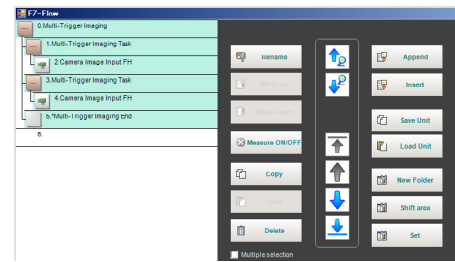 F7-Flow
0.Multi-Trigger Imaging
1.Multi-Trigger Imaging Task
2.Camera Image Input FH
3.Multi-Trigger Imaging Task
4.Camera Image Input FH
5.*Multi-Trigger Imaging End
6.
Rename
Measure ON/OFF
Copy
Delete
Multiple selection
Append
Insert
Save Unit
Load Unit
New Folder
Shift area
Set